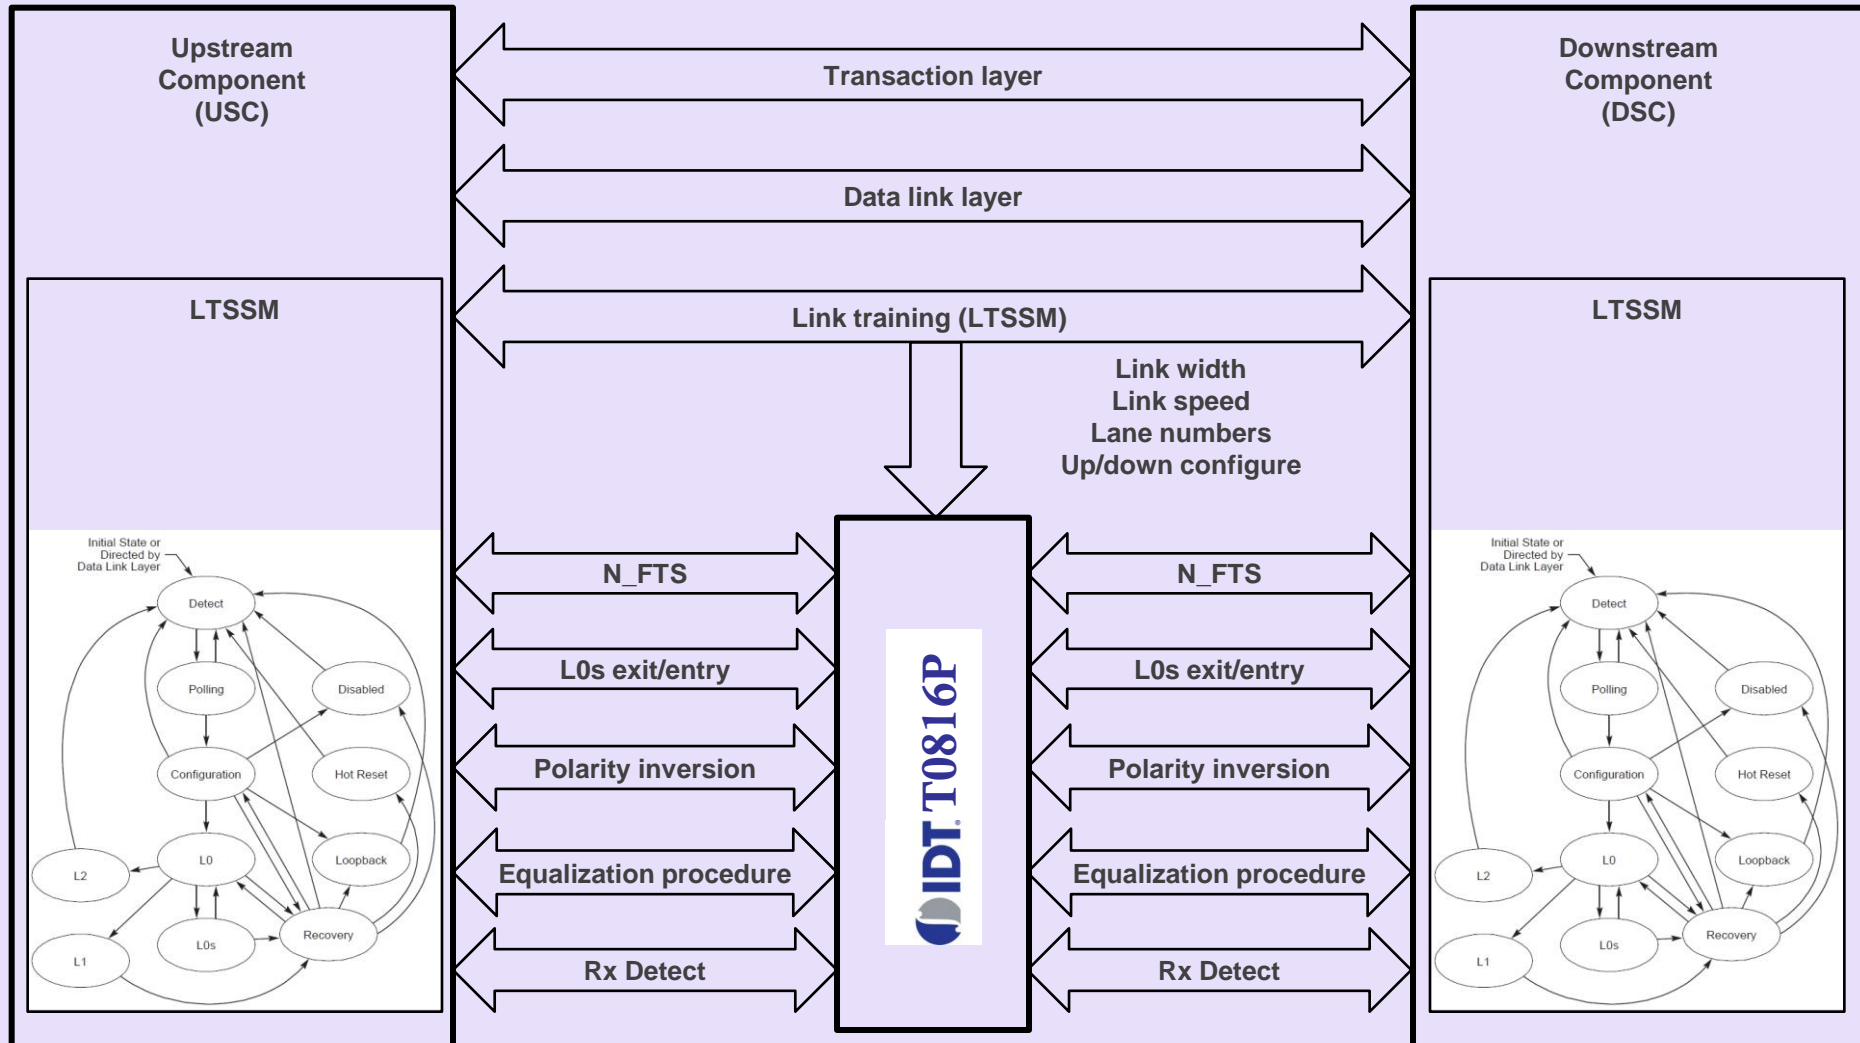 Upstream
Component
(USC)
Transaction layer
Downstream
Component
(DSC)
Data link layer
LTSSM
Link training (LTSSM)
LTSSM
Link width
Link speed
Lane numbers
Up/down configure
Initial State or
Directed by
Data Link Layer
Detect
Polling
Disabled
Configuration
Hot Reset
L0
Loopback
L2
L0s
Recovery
L1
N_FTS
L0s exit/entry
Polarity inversion
Equalization procedure
Rx Detect
IDT. T0816P
N_FTS
L0s exit/entry
Polarity inversion
Equalization procedure
Rx Detect
Initial State or
Directed by
Data Link Layer
Detect
Polling
Disabled
Configuration
Hot Reset
L0
Loopback
L2
L0s
Recovery
L1